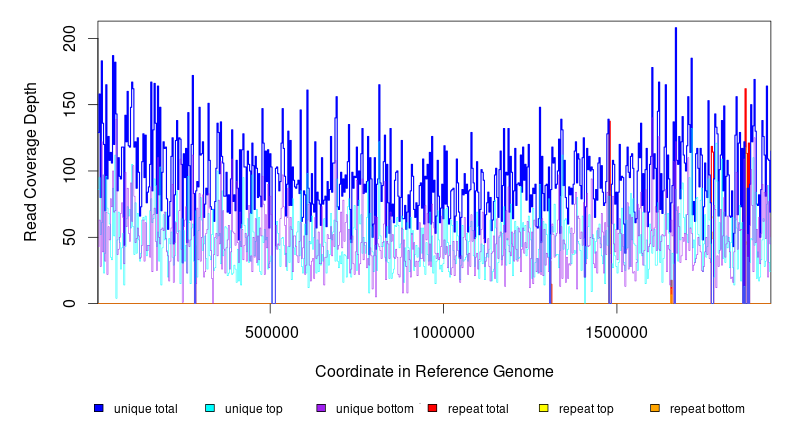 200
150
100
50
0
Read Coverage Depth
500000 1000000 1500000
Coordinate in Reference Genome
unique total unique top unique bottom repeat total repeat top repeat bottom